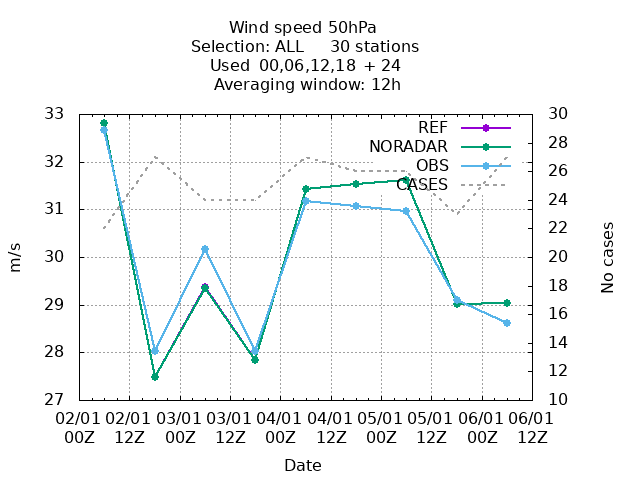 Wind speed 50hPa
Selection: ALL     30 stations
Used 00,06,12,18 + 24
Averaging window: 12h
33
32
31
30
29
28
27
30
28
26
24
22
20
18
16
14
12
10
REF
NORADAR
OBS
CASES
m/s
No cases
02/01 02/01 03/01 03/01 04/01 04/01 05/01 05/01 06/01 06/01
00Z 12Z 00Z 12Z 00Z 12Z 00Z 12Z 00Z 12Z
Date